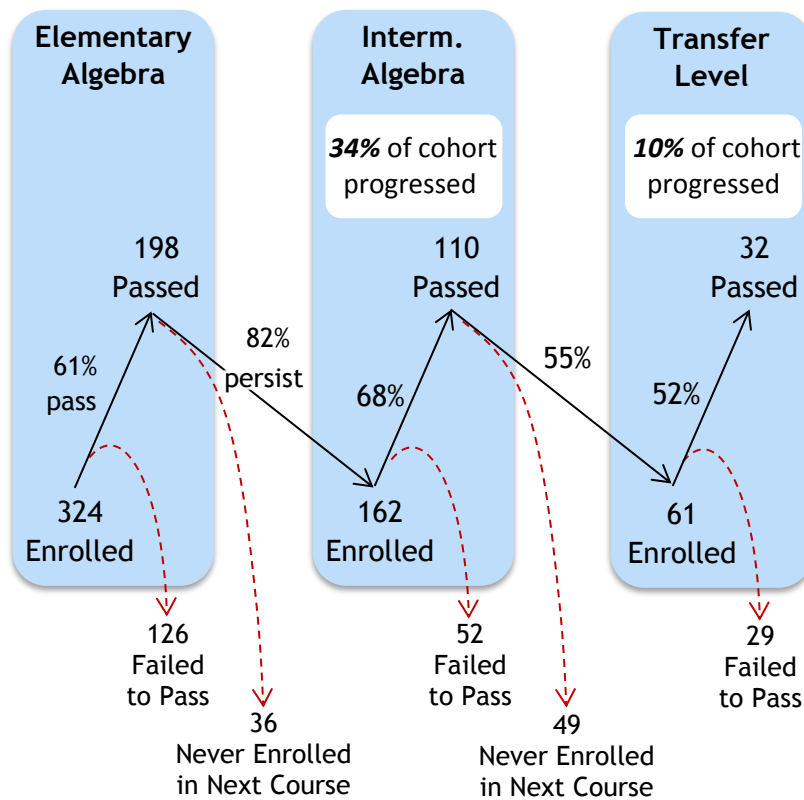 Elementary
Algebra
Interm.
Algebra
Transfer
Level
34% of cohort
progressed
10% of cohort
progressed
198
Passed
110
Passed
32
Passed
61%
pass
82%
persist
68%
55%
52%
324
Enrolled
162
Enrolled
61
Enrolled
126
Failed
to Pass
52
Failed
to Pass
29
Failed
to Pass
36
Never Enrolled
in Next Course
49
Never Enrolled
in Next Course